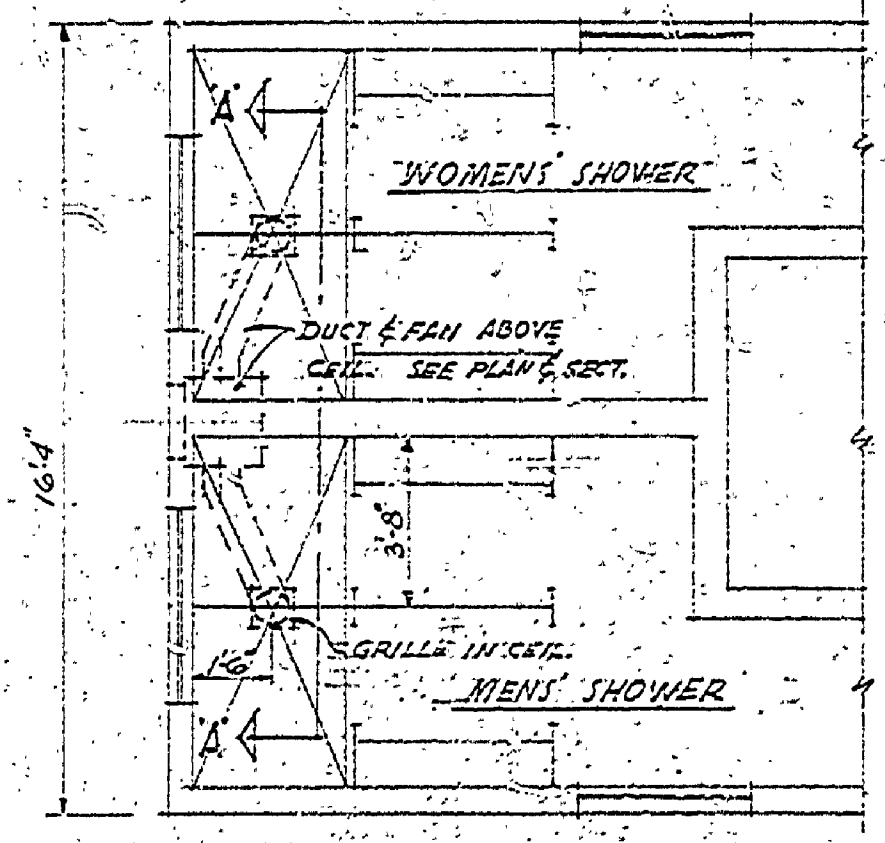 "A"
"WOMENS' SHOWER"
DUCT & FAN ABOVE
CEIL. SEE PLAN & SECT.
16'-4"
3'-8"
GRILLE IN CEIL.
1'-6"
"MENS' SHOWER
"A"